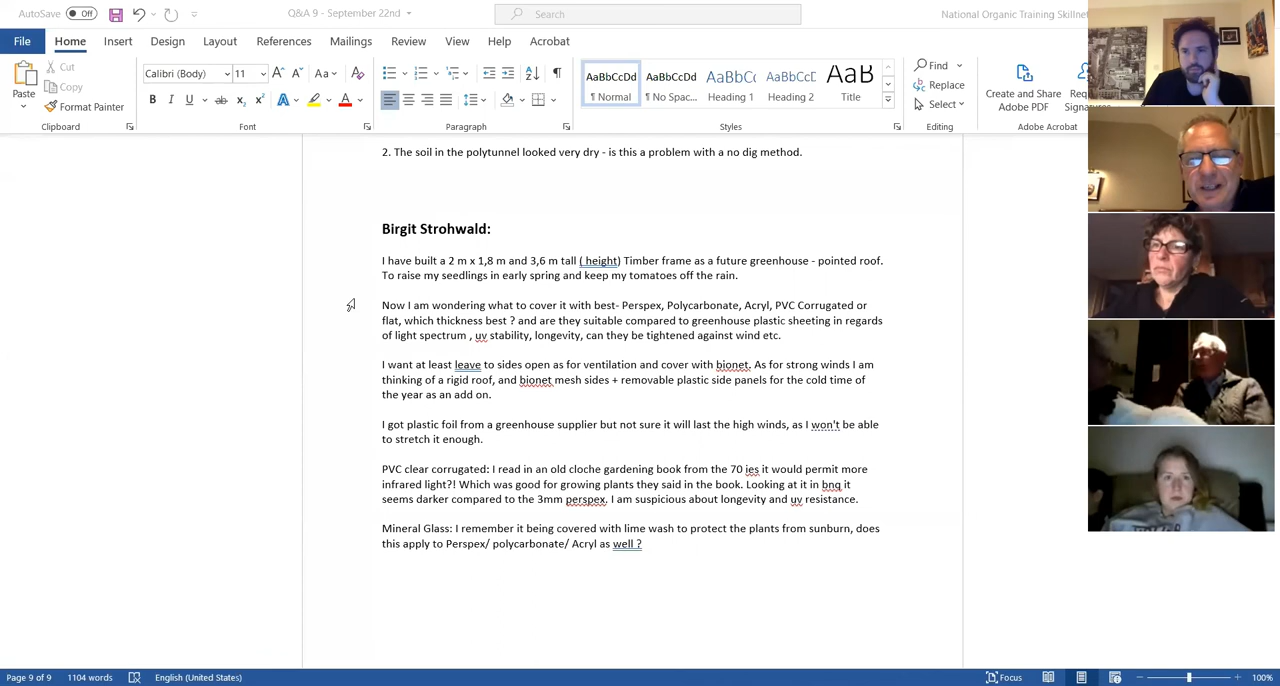 AutoSave Off Q&A 9 - September 22nd Search National Organic Training Skillnet
File Home Insert Design Layout References Mailings Review View Help Acrobat
Paste
Cut
Copy
Format Painter
Clipboard
Calibri (Body) 11
Font
Paragraph
AaBbCcDd AaBbCcDd AaBbCc AaBbCcD AaB
¶ Normal ¶ No Spac... Heading 1 Heading 2 Title
Styles
Find
Replace
Select
Editing
Create and Share
Adobe PDF
Adobe Acrobat
2. The soil in the polytunnel looked very dry - is this a problem with a no dig method.
Birgit Strohwald:
I have built a 2 m x 1,8 m and 3,6 m tall ( height) Timber frame as a future greenhouse - pointed roof.
To raise my seedlings in early spring and keep my tomatoes off the rain.
Now I am wondering what to cover it with best- Perspex, Polycarbonate, Acryl, PVC Corrugated or
flat, which thickness best ? and are they suitable compared to greenhouse plastic sheeting in regards
of light spectrum , uv stability, longevity, can they be tightened against wind etc.
I want at least leave to sides open as for ventilation and cover with bionet. As for strong winds I am
thinking of a rigid roof, and bionet mesh sides + removable plastic side panels for the cold time of
the year as an add on.
I got plastic foil from a greenhouse supplier but not sure it will last the high winds, as I won't be able
to stretch it enough.
PVC clear corrugated: I read in an old cloche gardening book from the 70 ies it would permit more
infrared light?! Which was good for growing plants they said in the book. Looking at it in bnq it
seems darker compared to the 3mm perspex. I am suspicious about longevity and uv resistance.
Mineral Glass: I remember it being covered with lime wash to protect the plants from sunburn, does
this apply to Perspex/ polycarbonate/ Acryl as well ?
Page 9 of 9 1104 words English (United States) Focus 100%